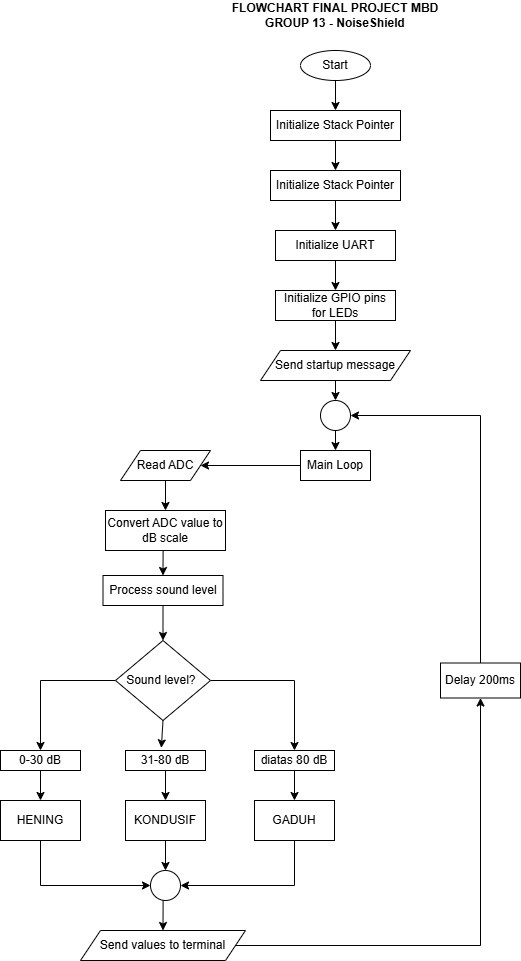 FLOWCHART FINAL PROJECT MBD
GROUP 13 - NoiseShield
Start
Initialize Stack Pointer
Initialize Stack Pointer
Initialize UART
Initialize GPIO pins
for LEDs
Send startup message
Main Loop
Read ADC
Convert ADC value to
dB scale
Process sound level
Sound level?
Delay 200ms
0-30 dB
31-80 dB
diatas 80 dB
HENING
KONDUSIF
GADUH
Send values to terminal